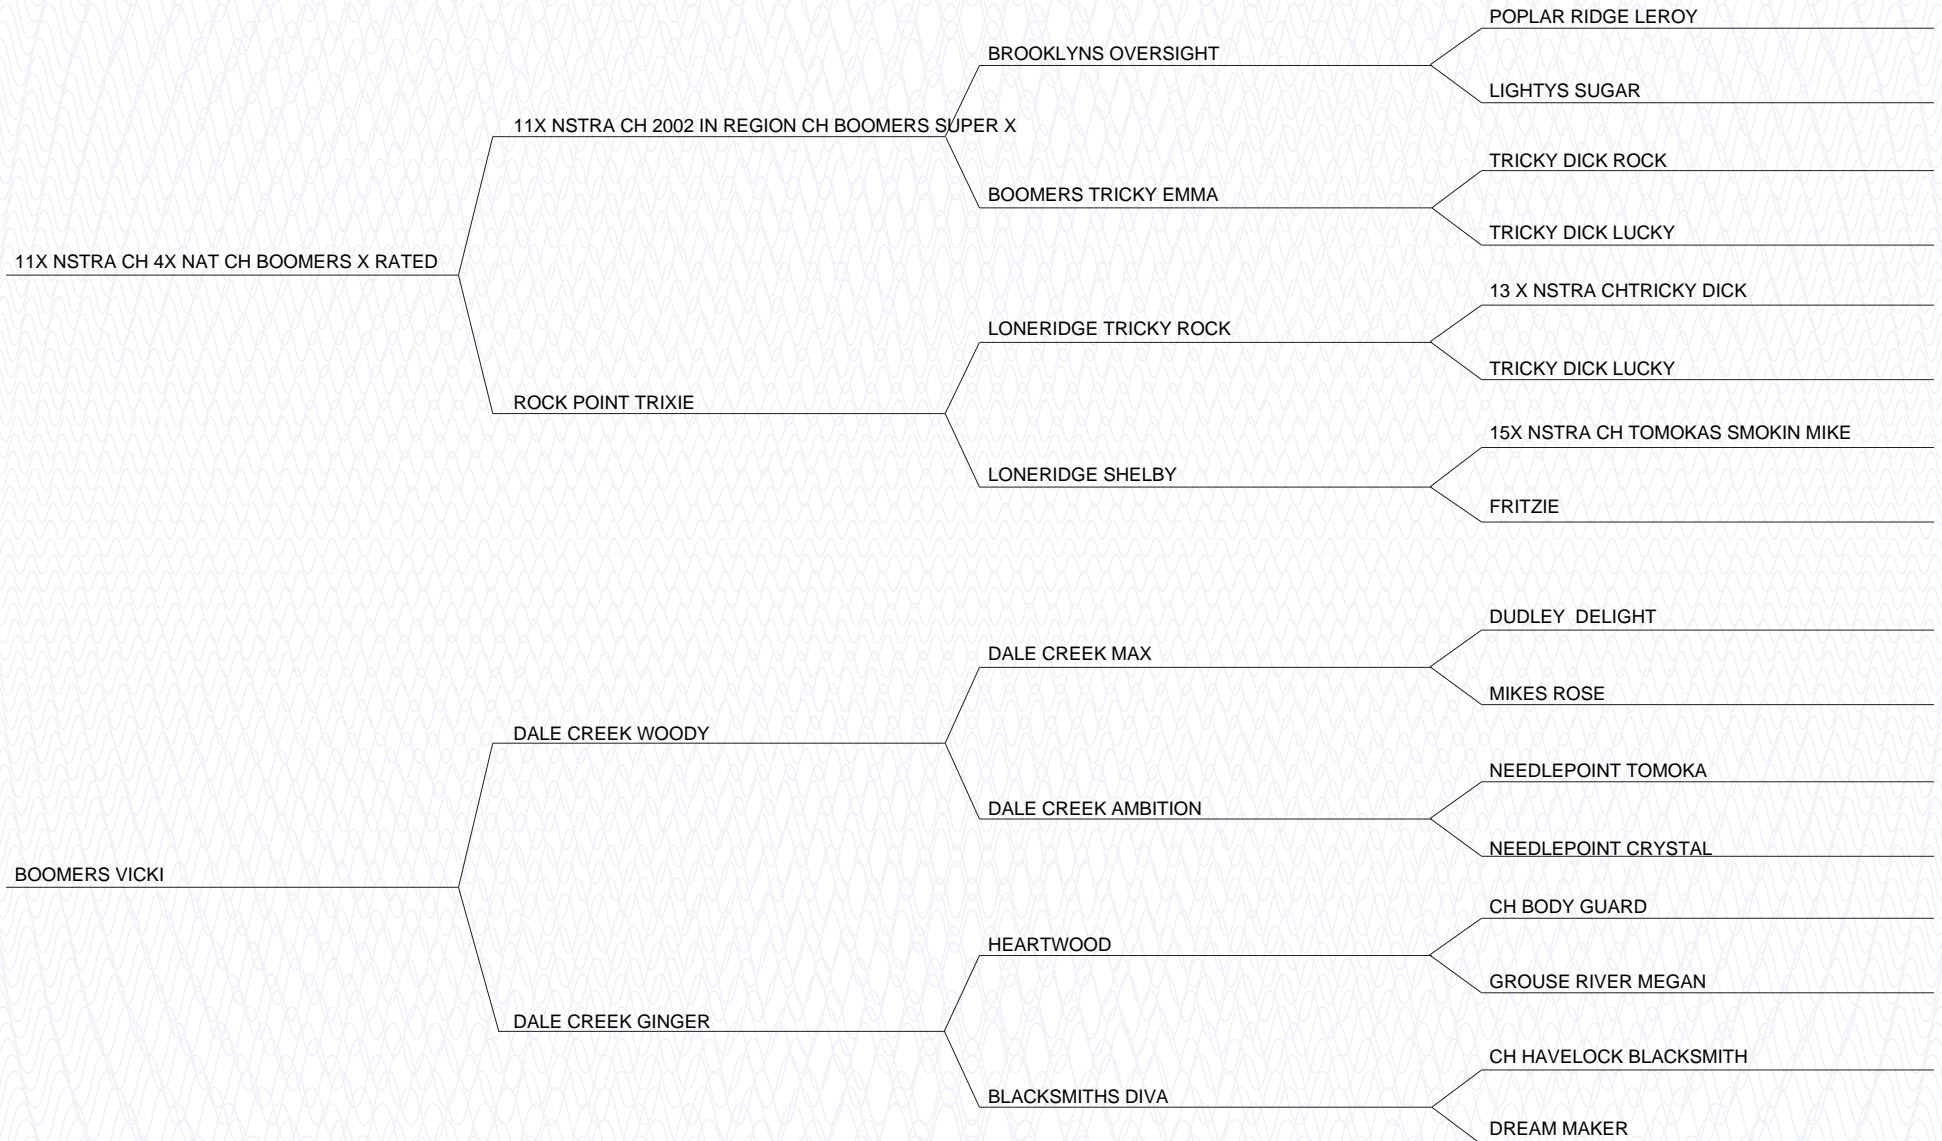 POPLAR RIDGE LEROY
BROOKLYNS OVERSIGHT
LIGHTYS SUGAR
11X NSTRA CH 2002 IN REGION CH BOOMERS SUPER X
TRICKY DICK ROCK
BOOMERS TRICKY EMMA
TRICKY DICK LUCKY
11X NSTRA CH 4X NAT CH BOOMERS X RATED
13 X NSTRA CHTRICKY DICK
LONERIDGE TRICKY ROCK
TRICKY DICK LUCKY
ROCK POINT TRIXIE
15X NSTRA CH TOMOKAS SMOKIN MIKE
LONERIDGE SHELBY
FRITZIE
DUDLEY  DELIGHT
DALE CREEK MAX
MIKES ROSE
DALE CREEK WOODY
NEEDLEPOINT TOMOKA
DALE CREEK AMBITION
NEEDLEPOINT CRYSTAL
BOOMERS VICKI
CH BODY GUARD
HEARTWOOD
GROUSE RIVER MEGAN
DALE CREEK GINGER
CH HAVELOCK BLACKSMITH
BLACKSMITHS DIVA
DREAM MAKER